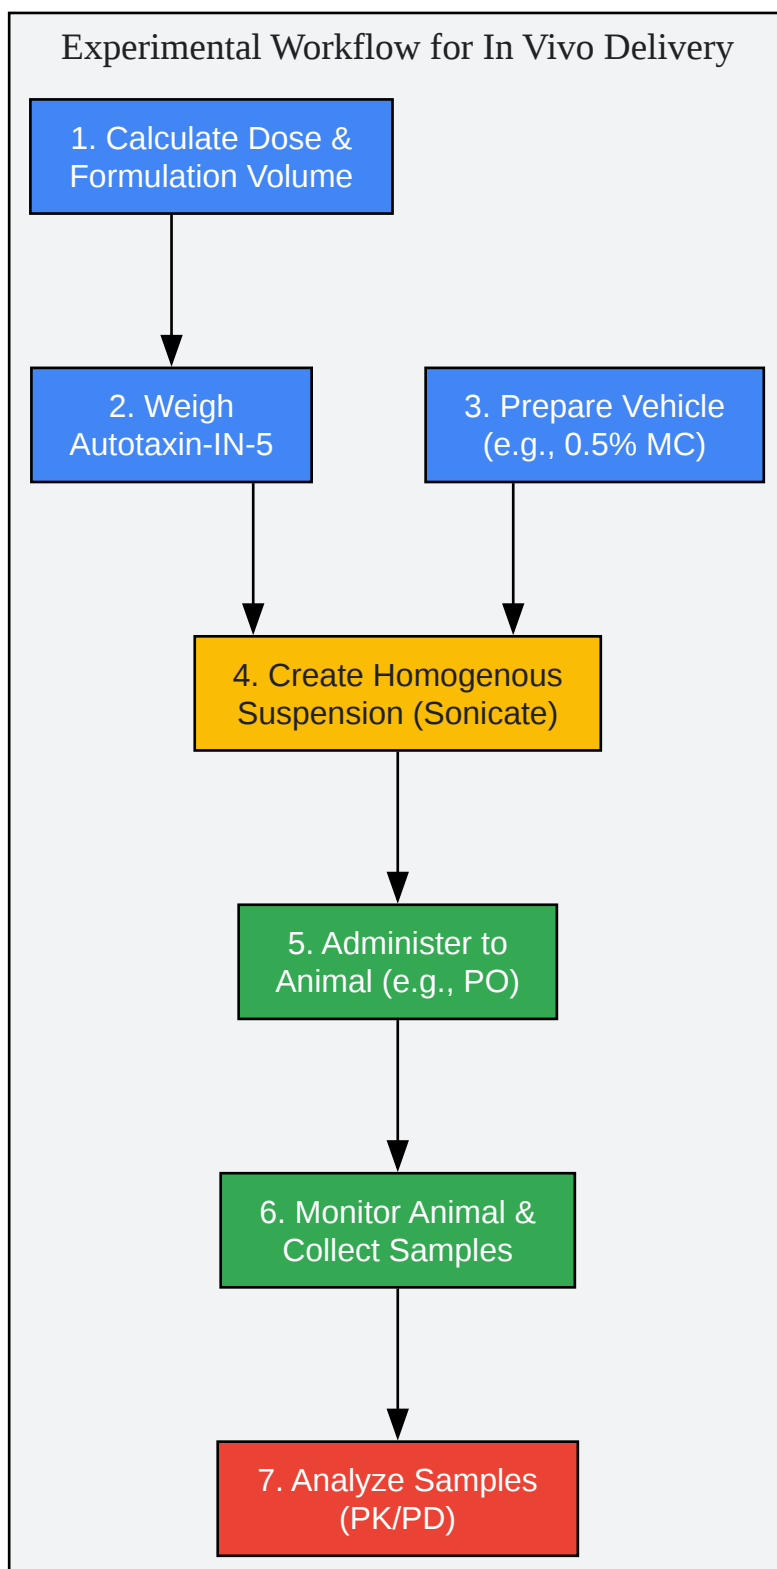 Experimental Workflow for In Vivo Delivery
1. Calculate Dose &
Formulation Volume
2. Weigh
Autotaxin-IN-5
3. Prepare Vehicle
(e.g., 0.5% MC)
4. Create Homogenous
Suspension (Sonicate)
5. Administer to
Animal (e.g., PO)
6. Monitor Animal &
Collect Samples
7. Analyze Samples
(PK/PD)